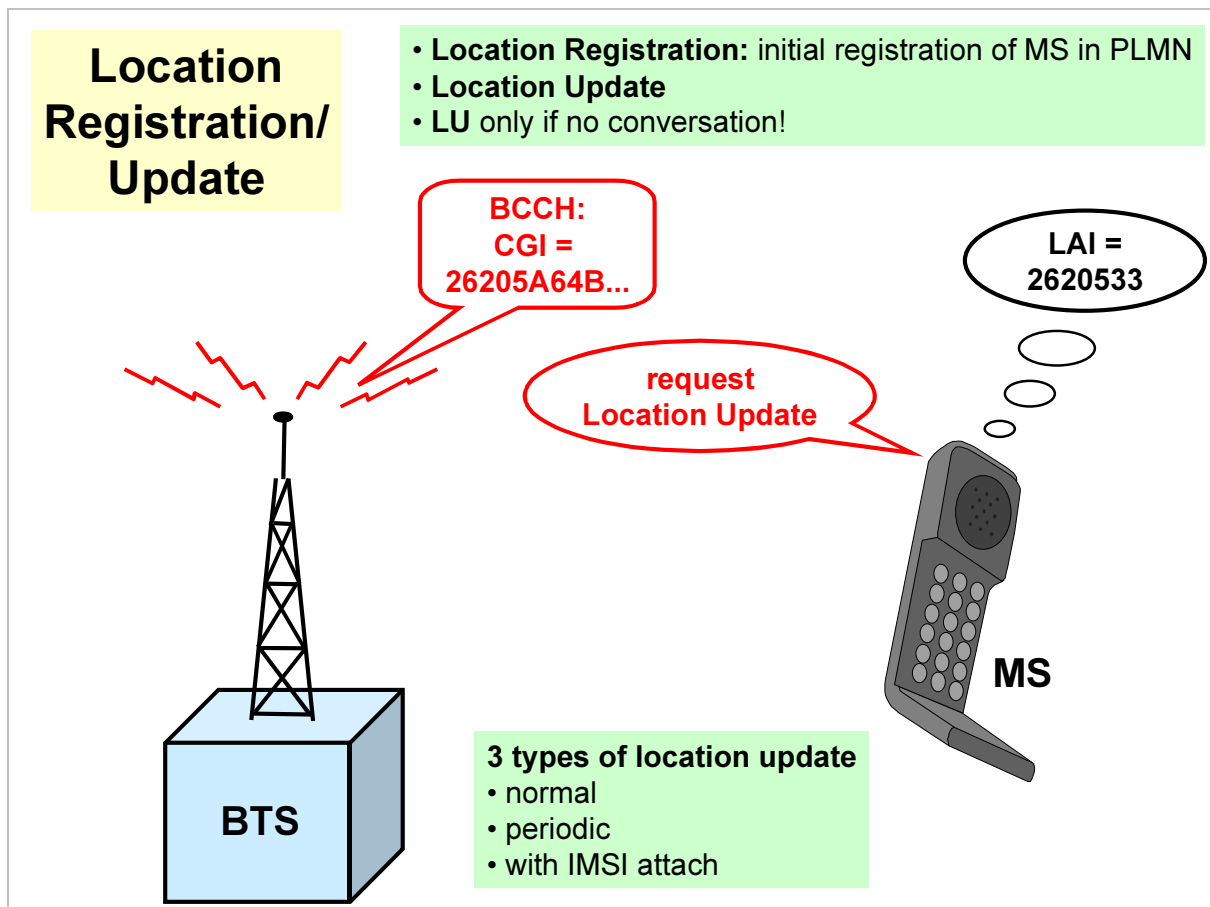 Location
Registration/
Update
• Location Registration: initial registration of MS in PLMN
• Location Update
• LU only if no conversation!
BCCH:
CGI =
26205A64B...
LAI =
2620533
request
Location Update
MS
BTS
3 types of location update
• normal
• periodic
• with IMSI attach